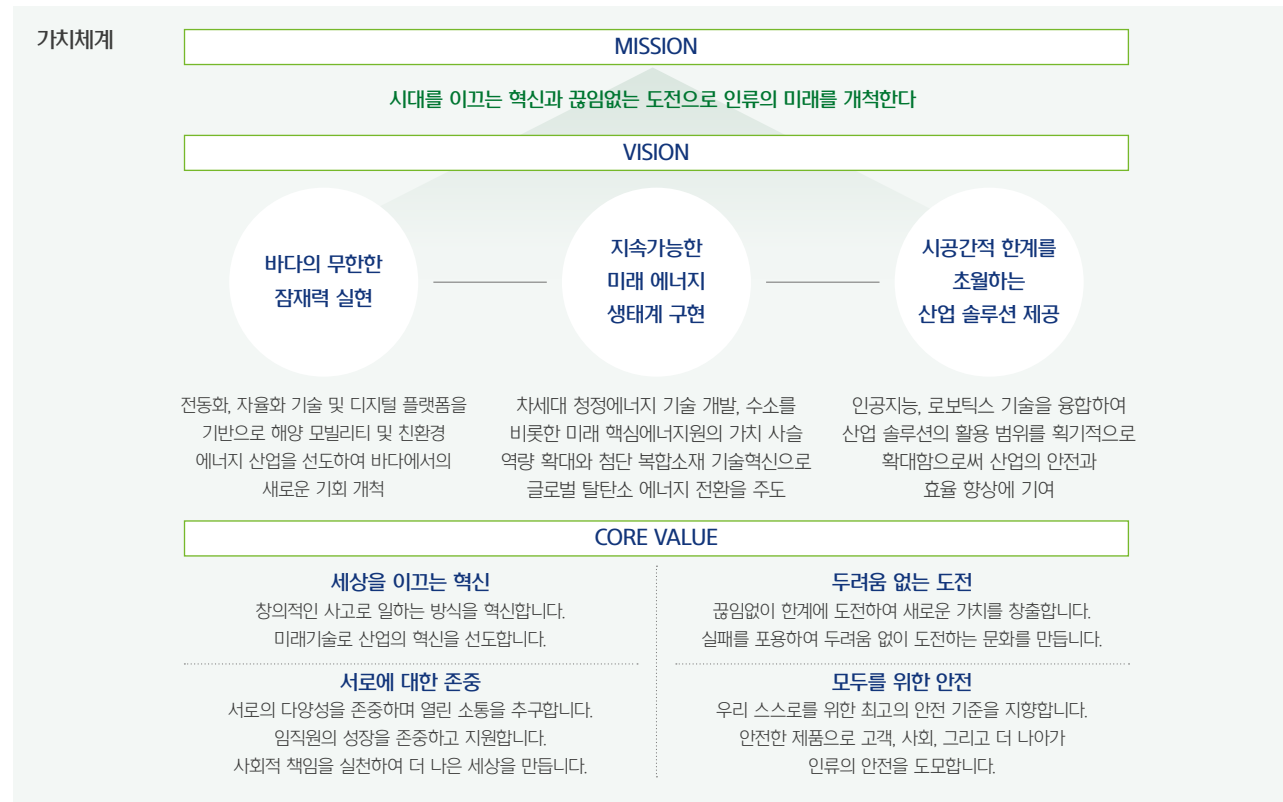 가치체계
MISSION
시대를 이끄는 혁신과 끊임없는 도전으로 인류의 미래를 개척한다
VISION
바다의 무한한
잠재력 실현
지속가능한
미래 에너지
생태계 구현
시공간적 한계를
초월하는
산업 솔루션 제공
전동화, 자율화 기술 및 디지털 플랫폼을
기반으로 해양 모빌리티 및 친환경
에너지 산업을 선도하여 바다에서의
새로운 기회 개척
차세대 청정에너지 기술 개발, 수소를
비롯한 미래 핵심에너지원의 가치 사슬
역량 확대와 첨단 복합소재 기술혁신으로
글로벌 탈탄소 에너지 전환을 주도
인공지능, 로보틱스 기술을 융합하여
산업 솔루션의 활용 범위를 획기적으로
확대함으로써 산업의 안전과
효율 향상에 기여
CORE VALUE
세상을 이끄는 혁신
창의적인 사고로 일하는 방식을 혁신합니다.
미래기술로 산업의 혁신을 선도합니다.
두려움 없는 도전
끊임없이 한계에 도전하여 새로운 가치를 창출합니다.
실패를 포용하여 두려움 없이 도전하는 문화를 만듭니다.
서로에 대한 존중
서로의 다양성을 존중하며 열린 소통을 추구합니다.
임직원의 성장을 존중하고 지원합니다.
사회적 책임을 실천하여 더 나은 세상을 만듭니다.
모두를 위한 안전
우리 스스로를 위한 최고의 안전 기준을 지향합니다.
안전한 제품으로 고객, 사회, 그리고 더 나아가
인류의 안전을 도모합니다.